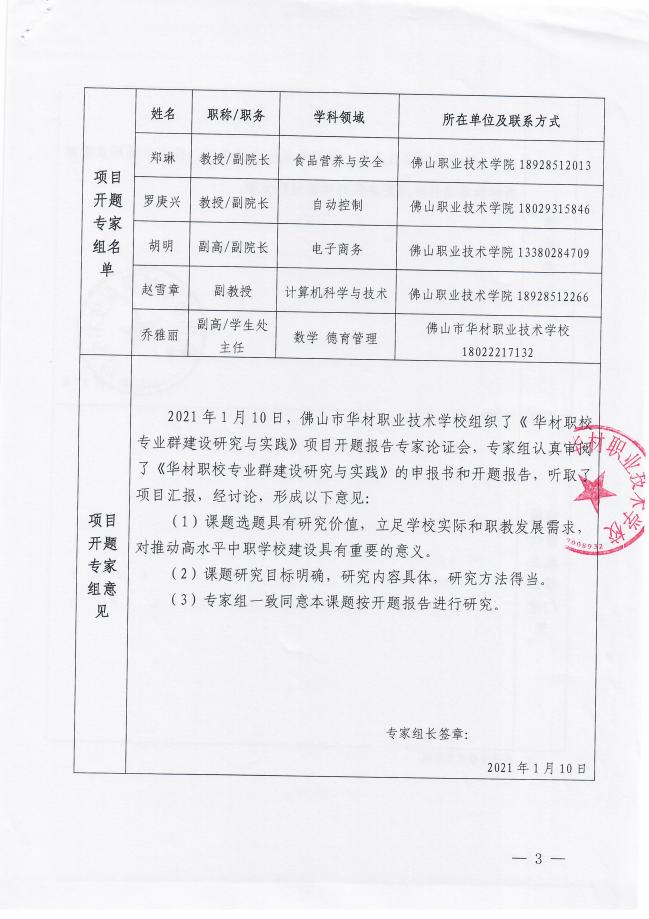 项目
开题
专家
组名
单
姓名 职称/职务 学科领域 所在单位及联系方式
郑琳 教授/副院长 食品营养与安全 佛山职业技术学院 18928512013
罗庚兴 教授/副院长 自动控制 佛山职业技术学院 18029315846
胡明 副高/副院长 电子商务 佛山职业技术学院 13380284709
赵雪章 副教授 计算机科学与技术 佛山职业技术学院 18928512266
乔雅丽 副高/学生处 数学 德育管理 佛山市华材职业技术学校
主任 18022217132
项目
开题
专家
组意
见
2021 年 1 月 10 日，佛山市华材职业技术学校组织了《 华材职校
专业群建设研究与实践》项目开题报告专家论证会，专家组认真审阅
了《华材职校专业群建设研究与实践》的申报书和开题报告，听取了
项目汇报，经讨论，形成以下意见：
（1）课题选题具有研究价值，立足学校实际和职教发展需求，
对推动高水平中职学校建设具有重要的意义。
（2）课题研究目标明确，研究内容具体，研究方法得当。
（3）专家组一致同意本课题按开题报告进行研究。
专家组长签章：
2021 年 1 月 10 日
材职业技术学校
9008932
— 3 —